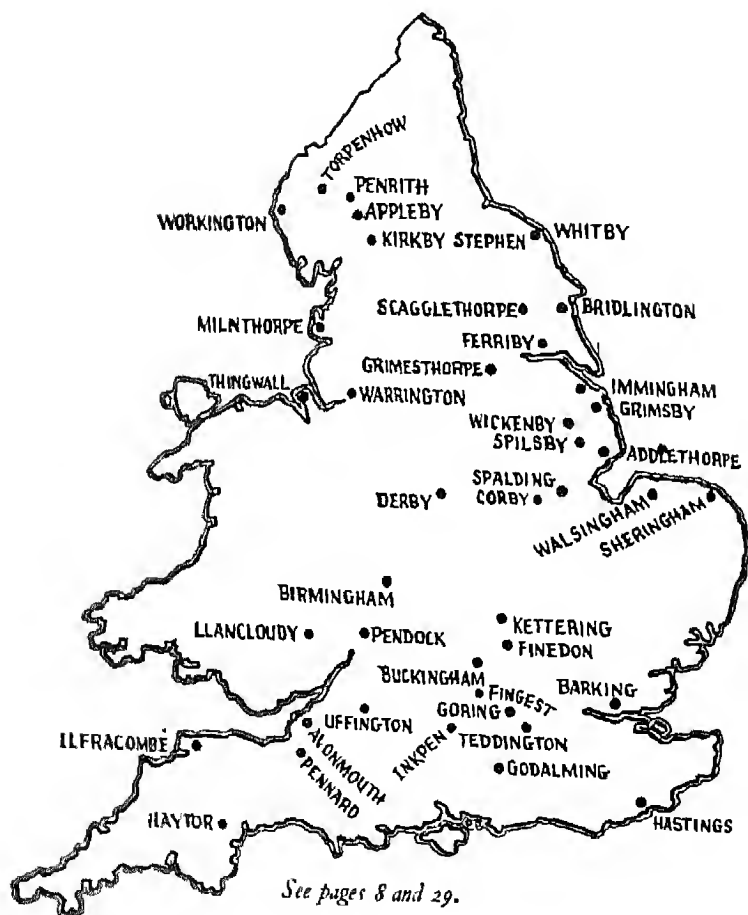 TORPENHOW
PENRITH
APPLEBY
WORKINGTON
KIRKBY STEPHEN
WHITBY
SCAGGLETHORPE
BRIDLINGTON
MILNTHORPE
FERRIBY
GRIMESTHORPE
THINGWALL
WARRINGTON
IMMINGHAM
GRIMSBY
WICKENBY
SPILSBY
ADDLETHORPE
SPALDING
DERBY
CORBY
WALSINGHAM
SHERINGHAM
BIRMINGHAM
LLANCLOUDY
PENDOCK
KETTERING
FINEDON
BUCKINGHAM
FINGEST
BARKING
UFFINGTON
GORING
ILFRACOMBE
ALONMOUTH
INKPEN
TEDDINGTON
PENNARD
GODALMING
HAYTOR
HASTINGS
See pages 8 and 29.